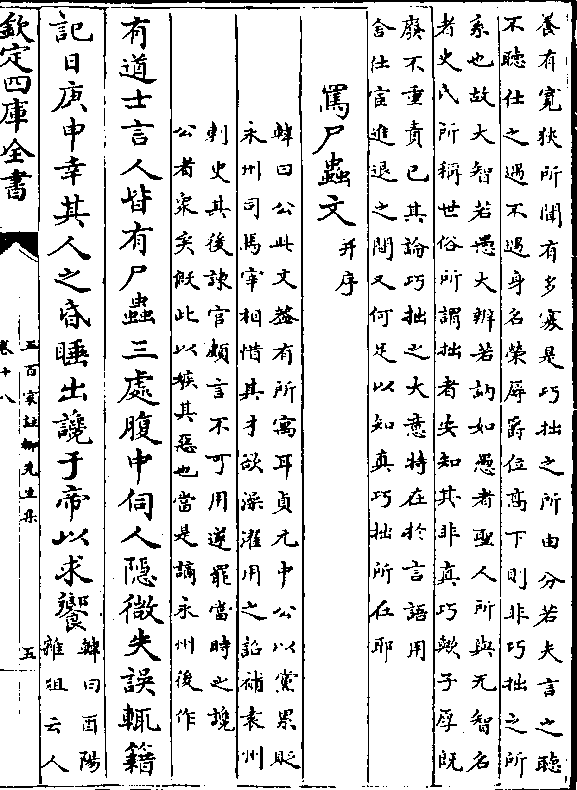 養有寛狹所聞有多寡是巧拙之所由分若夫言之聽
不聽仕之遇不遇身名榮辱爵位髙下則非巧拙之所
系也故大智若愚大辨若訥如愚者聖人所與无智名
者史氏所稱世俗所謂拙者安知其非真巧歟子厚既
廢不重責已其論巧拙之大意特在於言語用
舍仕宦進退之間又何足以知真巧拙所在耶
罵尸蟲文并序
韓曰公此文葢有所寓耳貞元中公以黨累貶
永州司馬宰相惜其才欲澡濯用之詔補袁州
刺史其後諫官頗言不可用遂罷當時之讒
公者衆矣假此以嫉其惡也當是謫永州後作
有道士言人皆有尸蟲三處腹中伺人隱微失誤輒籍
記日庚申幸其人之昏睡出讒于帝以求饗韓曰酉陽
雜俎云人
欽定四庫全書
五百家註柳先生集
卷十八
五